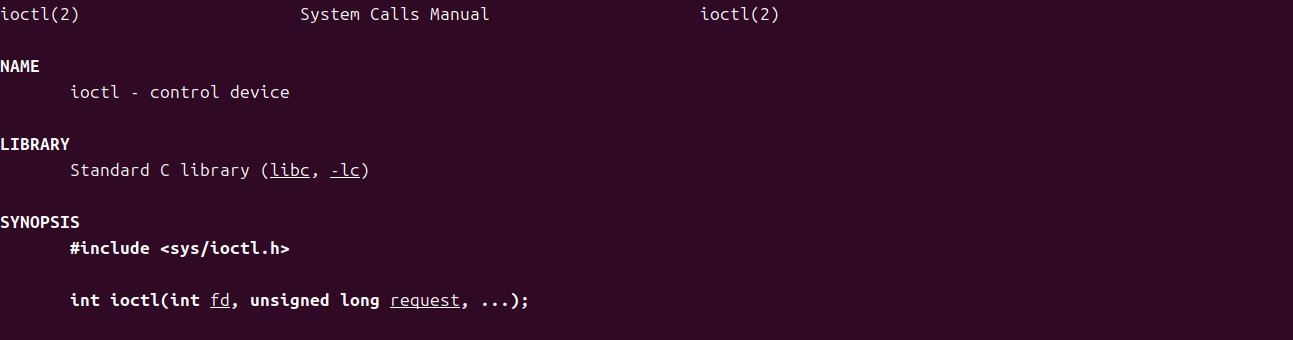 ioctl(2) System Calls Manual ioctl(2)
NAME
ioctl - control device
LIBRARY
Standard C library (libc, -lc)
SYNOPSIS
#include <sys/ioctl.h>
int ioctl(int fd, unsigned long request, ...);